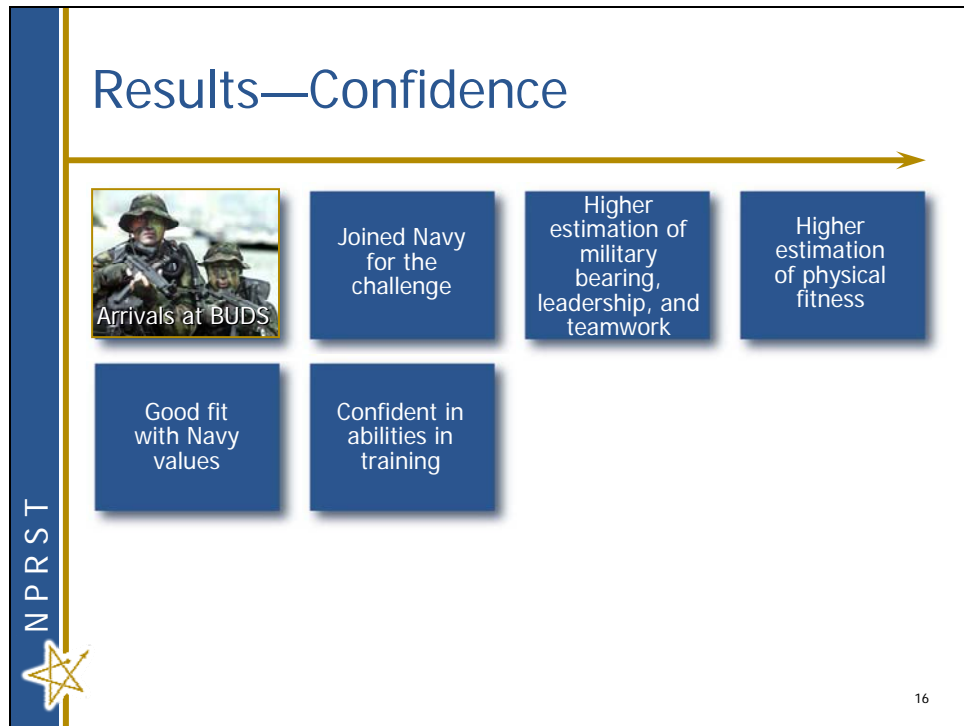 Results—Confidence
Arrivals at BUDS
Joined Navy
for the
challenge
Higher
estimation of
military
bearing,
leadership, and
teamwork
Higher
estimation
of physical
fitness
Good fit
with Navy
values
Confident in
abilities in
training
NPRST
16